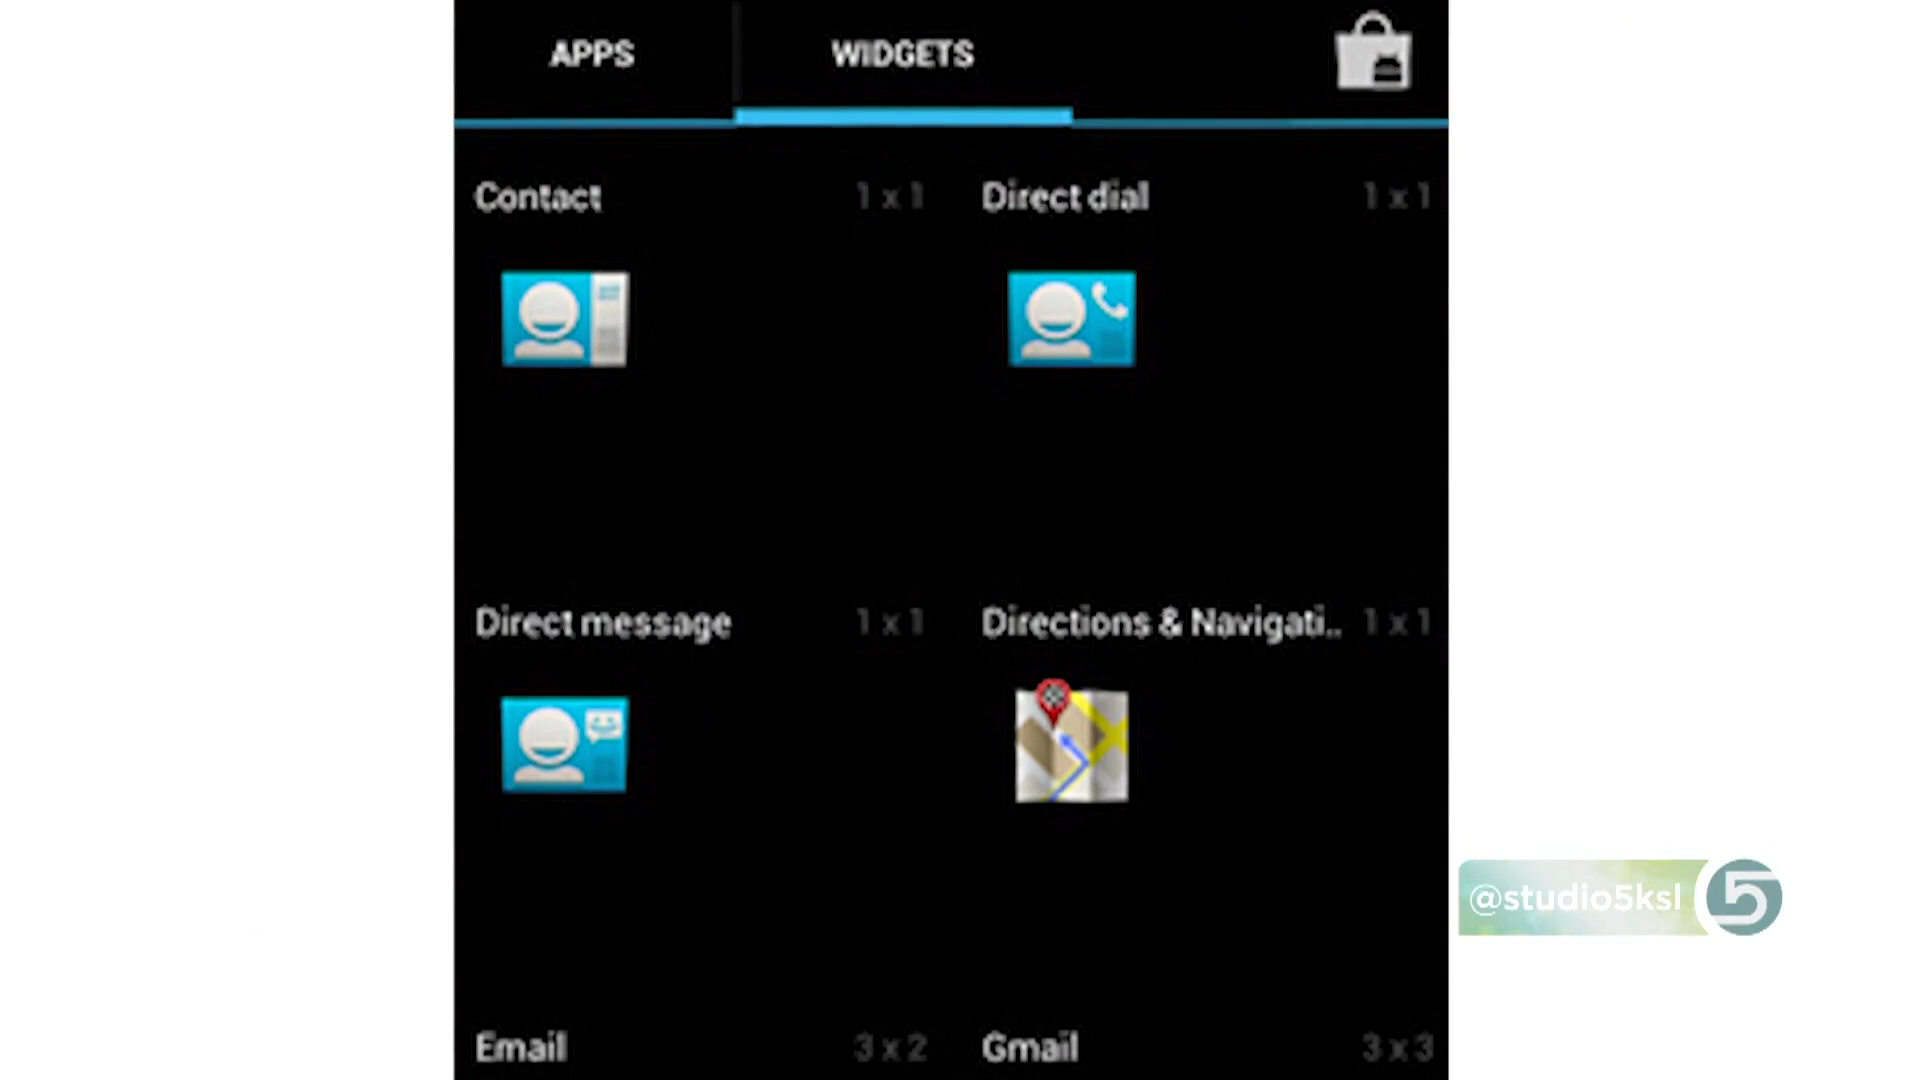 APPS WIDGETS
Contact 1 x 1 Direct dial 1 x 1
Direct message 1 x 1 Directions & Navigati.. 1 x 1
@studio5ksl 5
Email 3 x 2 Gmail 3 x 3